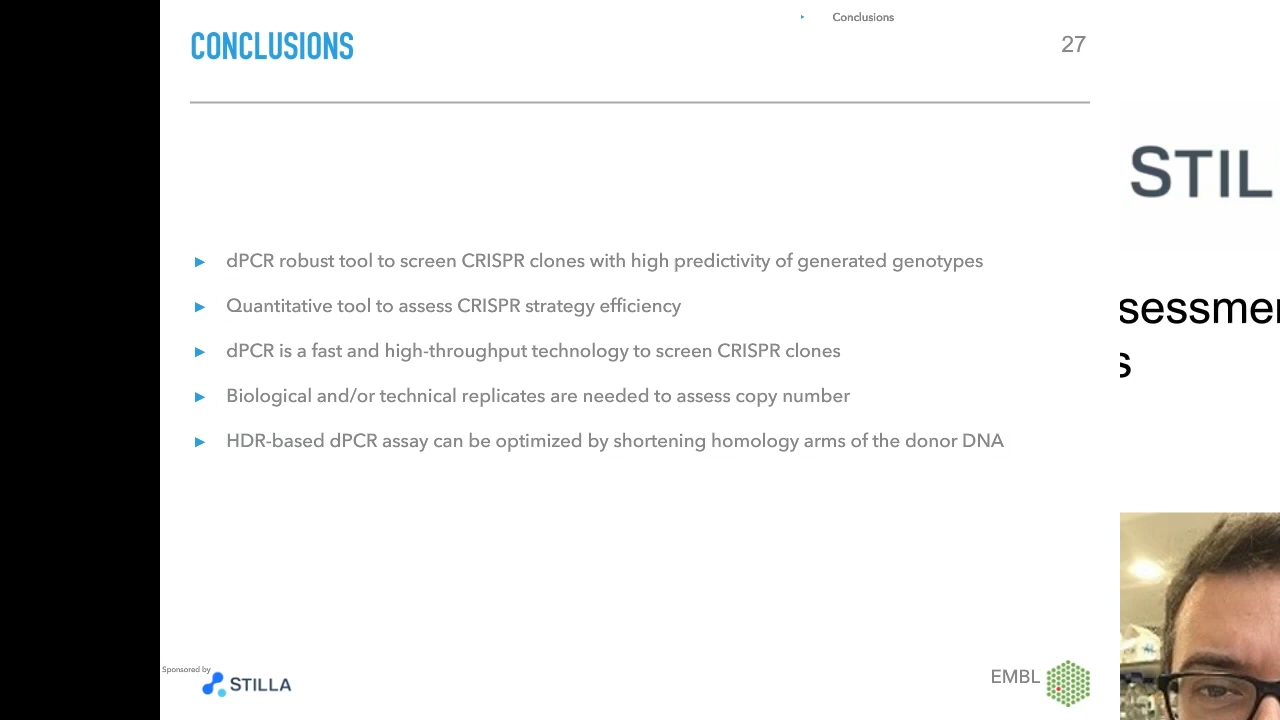 Conclusions
CONCLUSIONS
27
STIL
dPCR robust tool to screen CRISPR clones with high predictivity of generated genotypes
Quantitative tool to assess CRISPR strategy efficiency
sessmen
dPCR is a fast and high-throughput technology to screen CRISPR clones
s
Biological and/or technical replicates are needed to assess copy number
HDR-based dPCR assay can be optimized by shortening homology arms of the donor DNA
Sponsored by
STILLA
EMBL